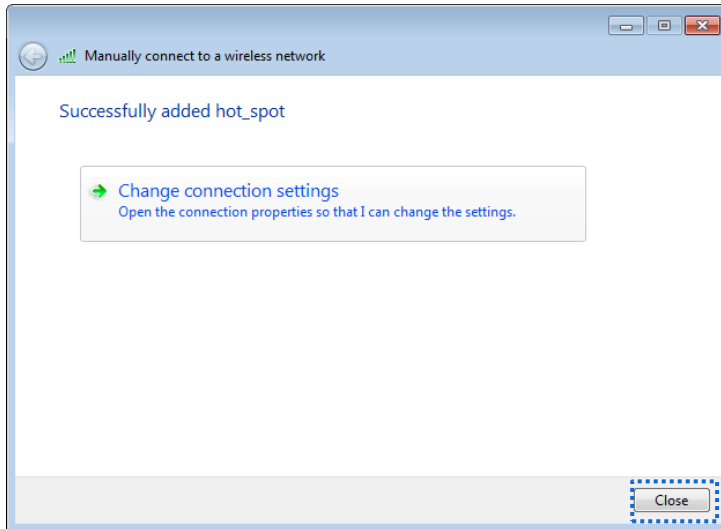 Manually connect to a wireless network
Successfully added hot_spot
Change connection settings
Open the connection properties so that I can change the settings.
Close